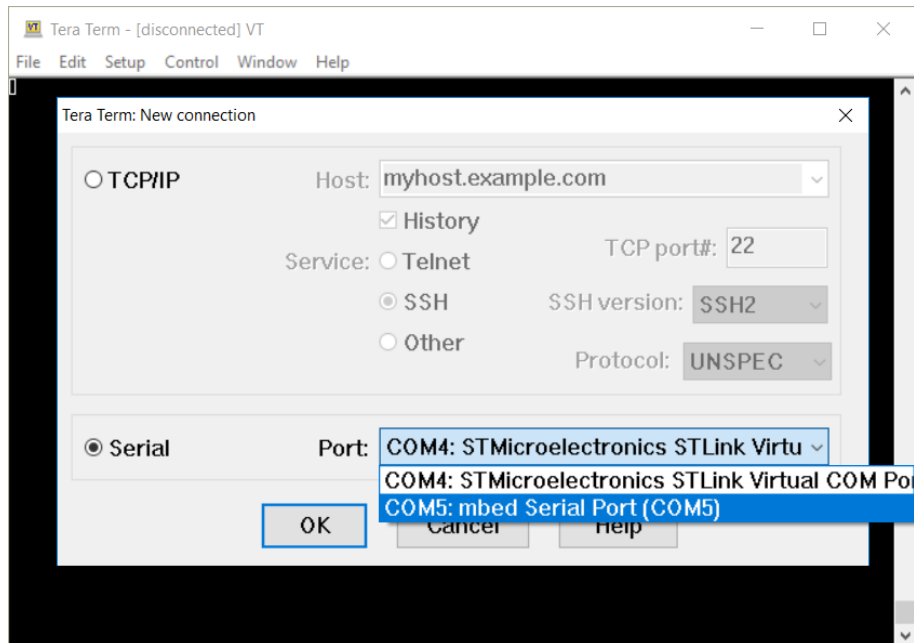 VT Tera Term - [disconnected] VT
File Edit Setup Control Window Help
Tera Term: New connection
TCP/IP Host: myhost.example.com
History
Service: Telnet TCP port#: 22
SSH SSH version: SSH2
Other Protocol: UNSPEC
Serial Port: COM4: STMicroelectronics STLink Virtu
COM4: STMicroelectronics STLink Virtual COM Por
COM5: mbed Serial Port (COM5)
OK Cancel Help